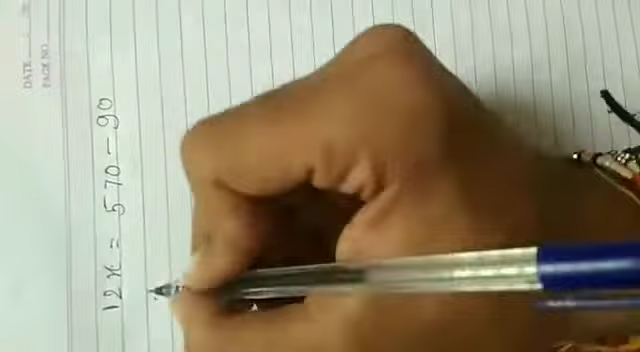 DATE
PAGE NO.
12x = 570 - 90